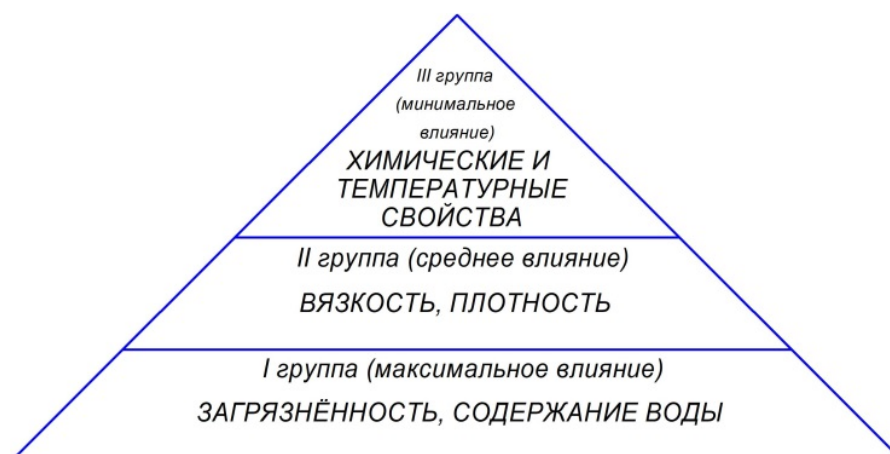 III группа
(минимальное
влияние)
ХИМИЧЕСКИЕ И
ТЕМПЕРАТУРНЫЕ
СВОЙСТВА
II группа (среднее влияние)
ВЯЗКОСТЬ, ПЛОТНОСТЬ
I группа (максимальное влияние)
ЗАГРЯЗНЁННОСТЬ, СОДЕРЖАНИЕ ВОДЫ